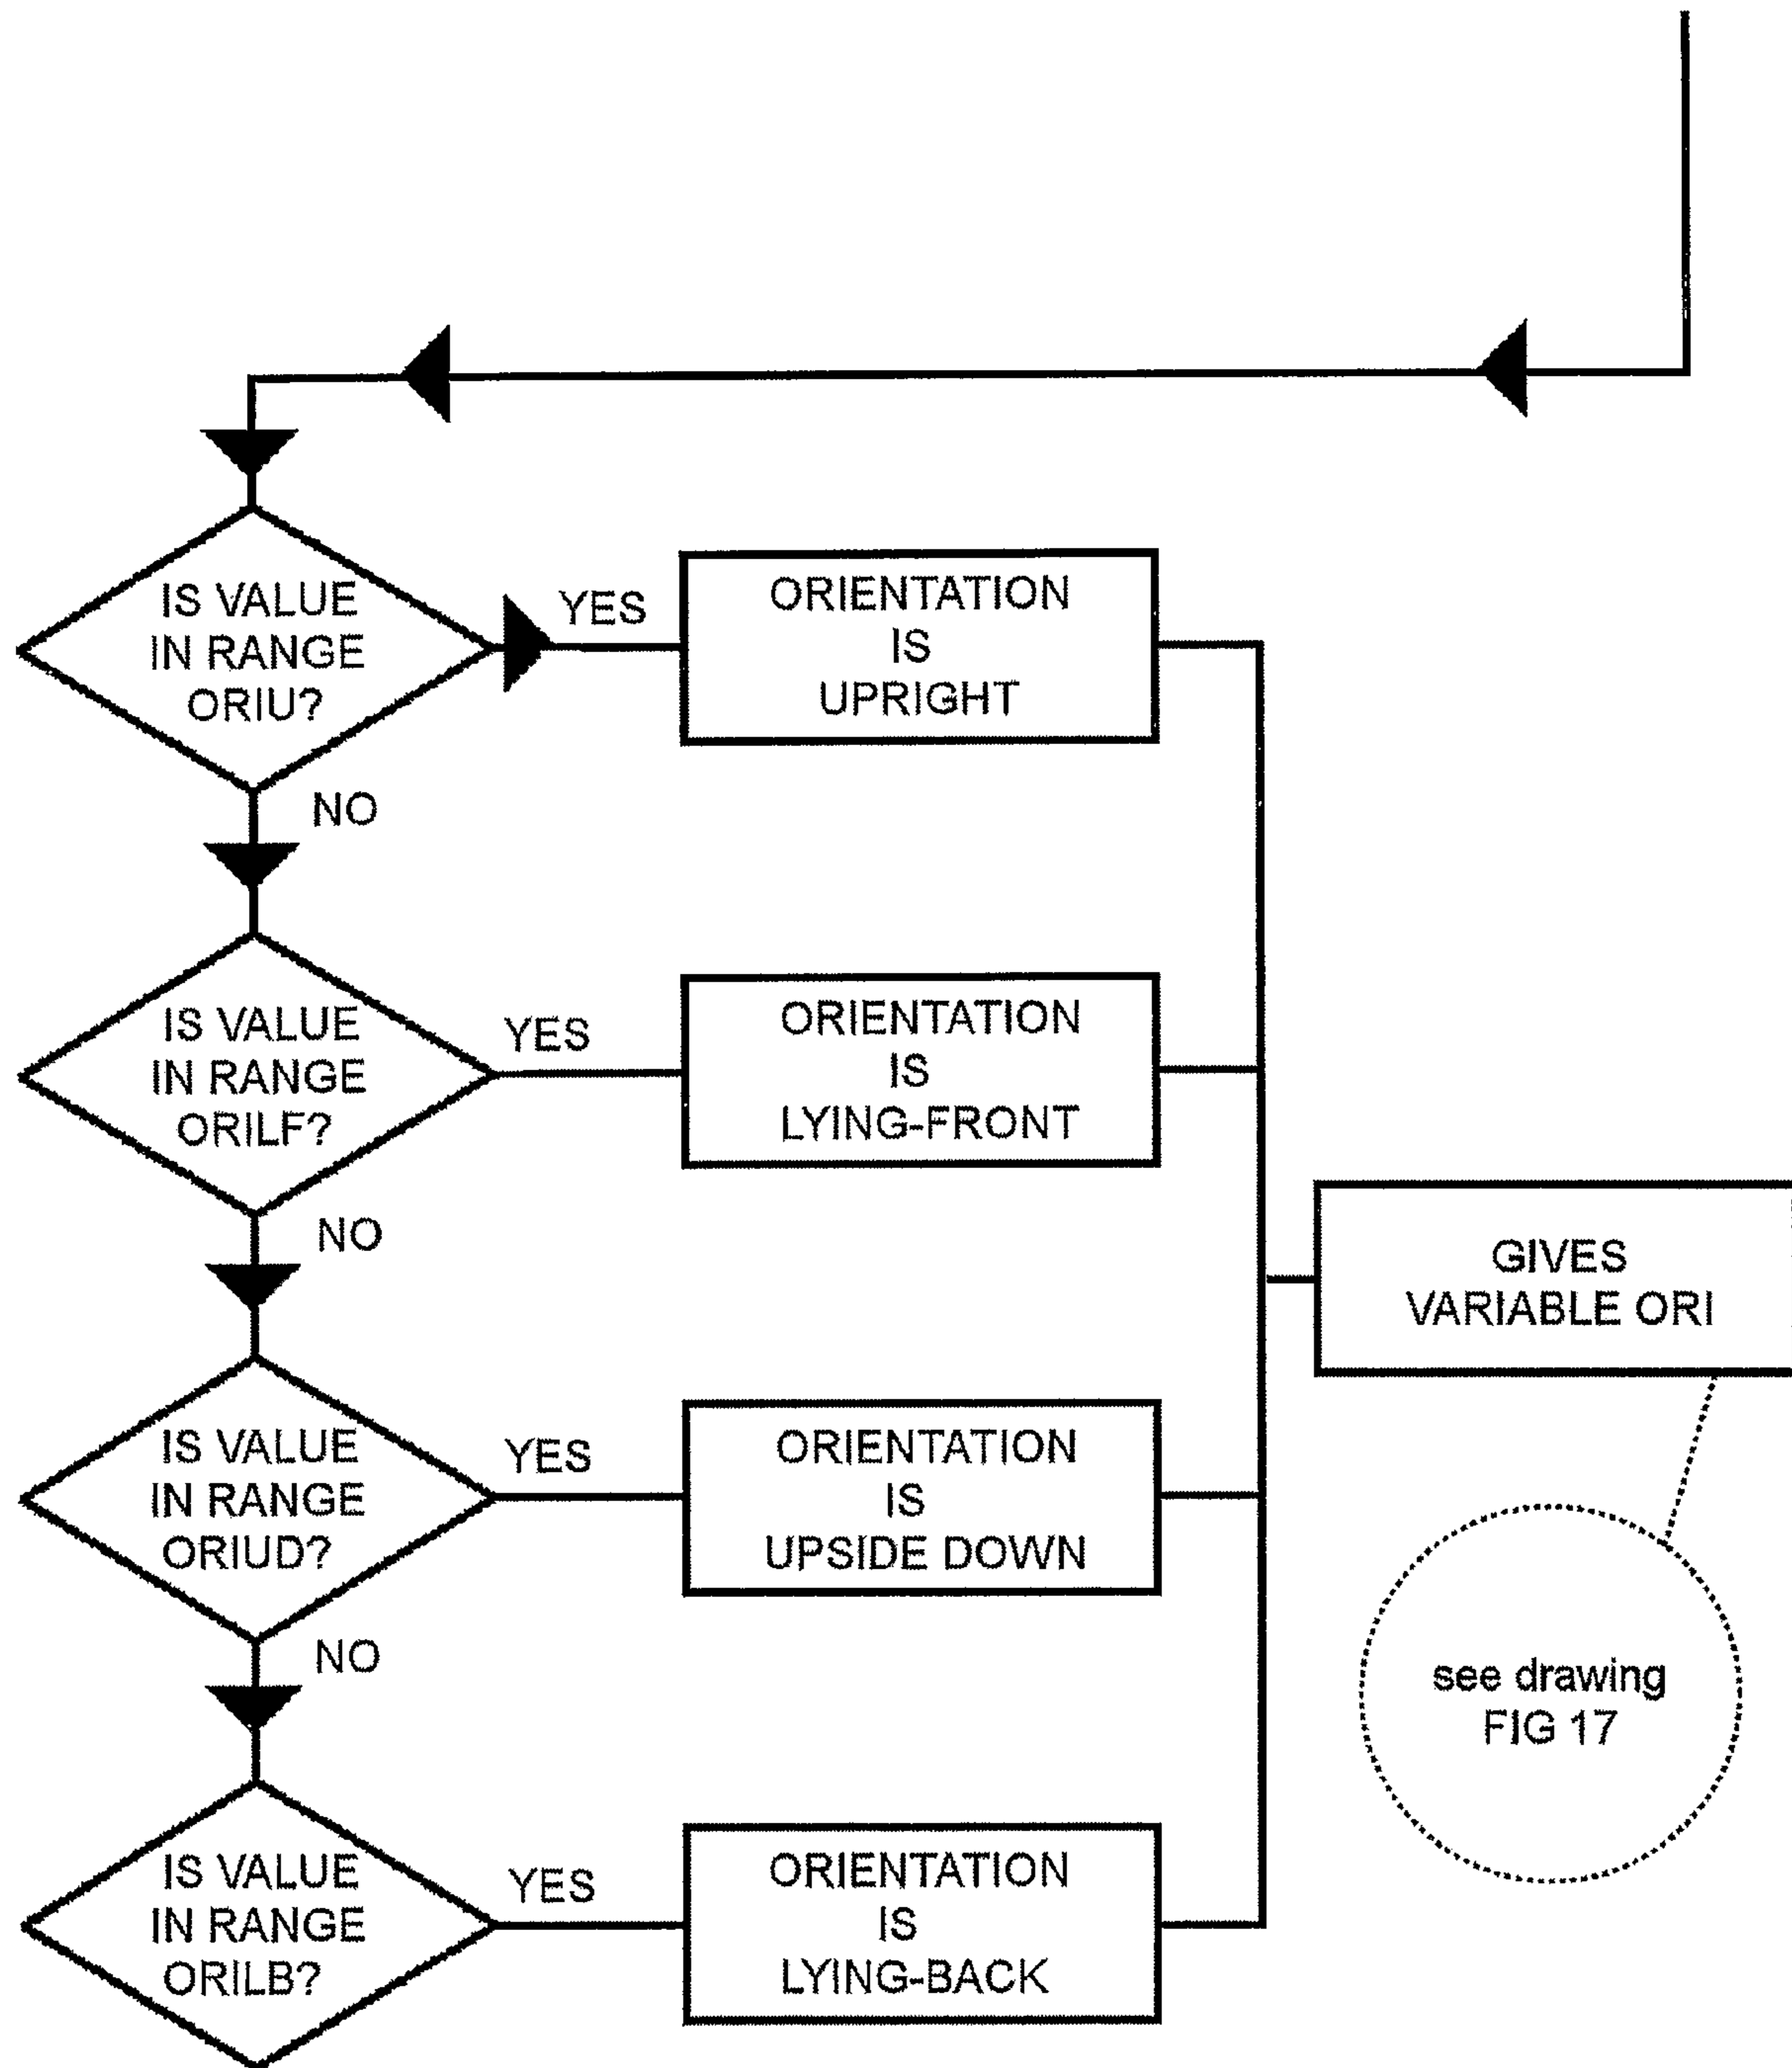 IS VALUE
IN RANGE
ORIU?
YES
ORIENTATION
IS
UPRIGHT
NO
IS VALUE
IN RANGE
ORILF?
YES
ORIENTATION
IS
LYING-FRONT
NO
GIVES
VARIABLE ORI
IS VALUE
IN RANGE
ORIUD?
YES
ORIENTATION
IS
UPSIDE DOWN
NO
see drawing
FIG 17
IS VALUE
IN RANGE
ORILB?
YES
ORIENTATION
IS
LYING-BACK